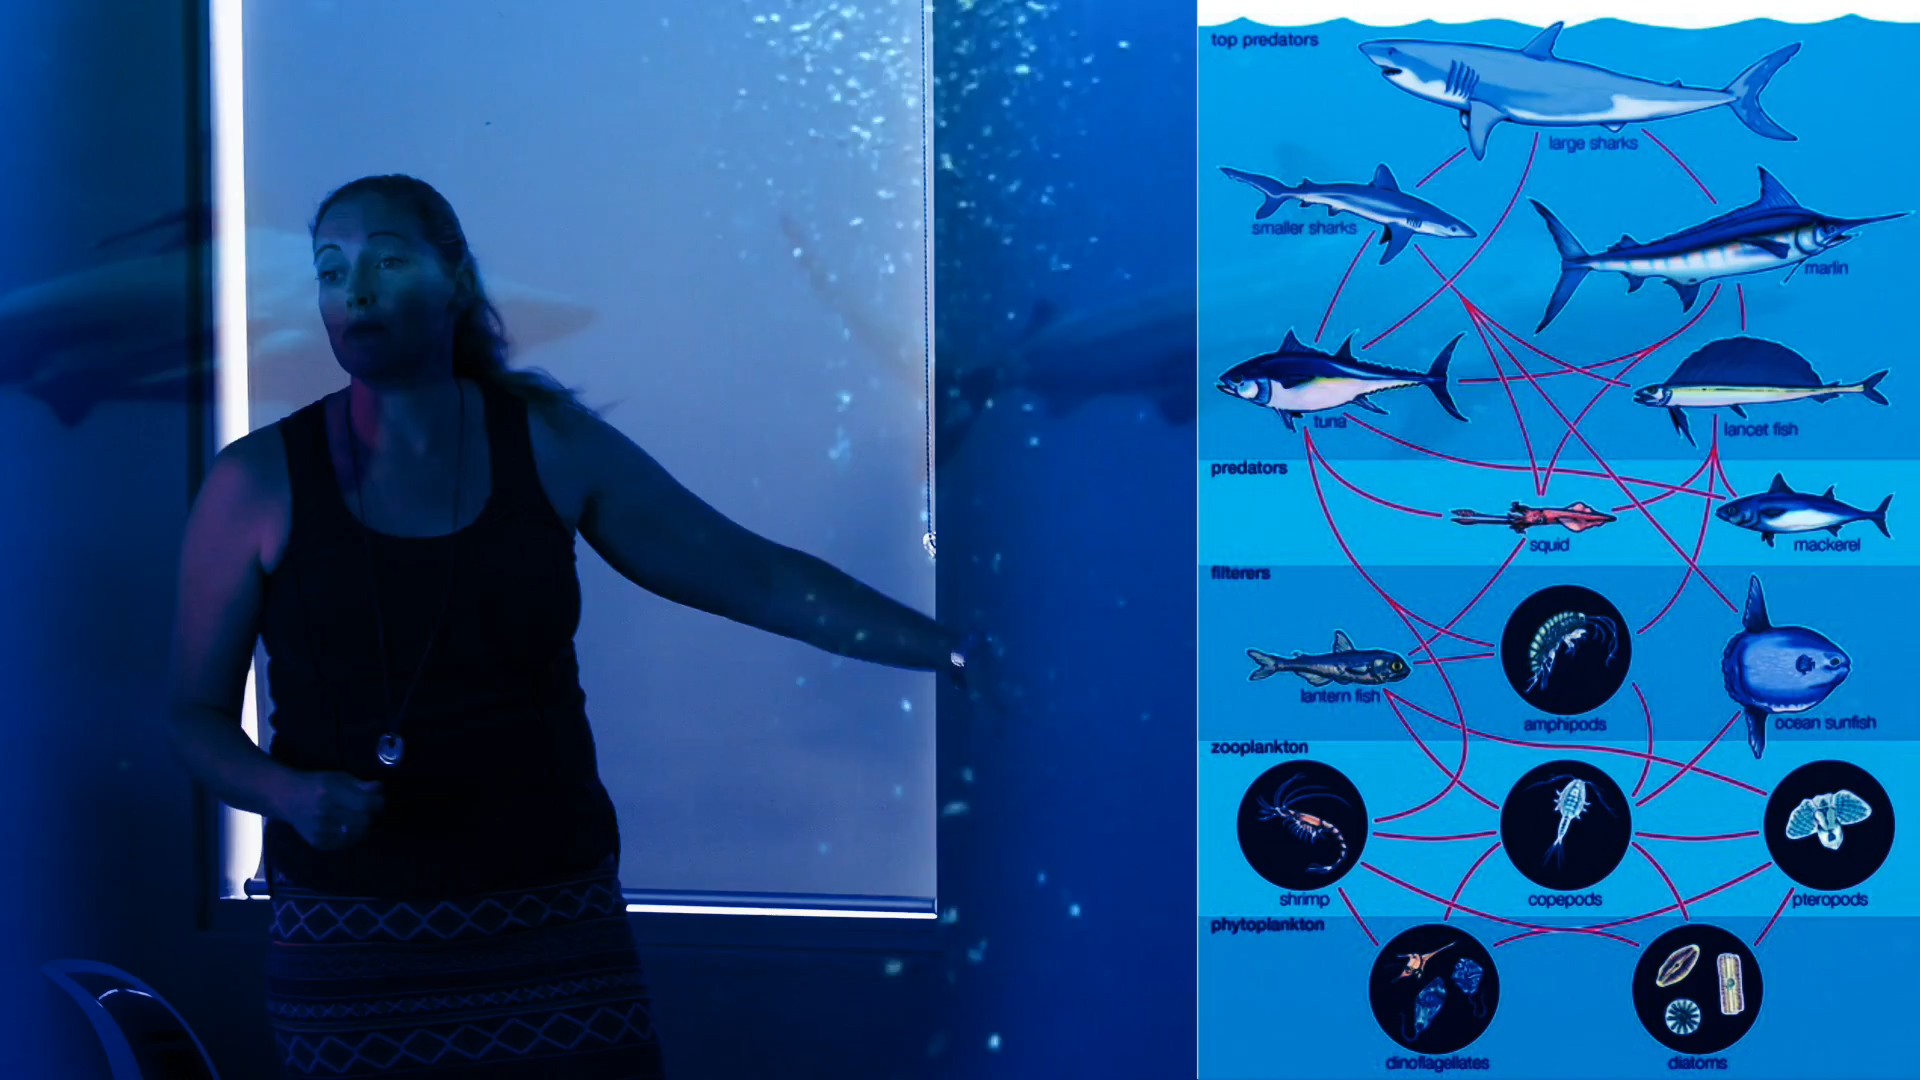 top predators
large sharks
smaller sharks
marlin
tuna
lancet fish
predators
squid
mackerel
filterers
lantern fish
amphipods
ocean sunfish
zooplankton
shrimp
copepods
pteropods
phytoplankton
dinoflagellates
diatoms